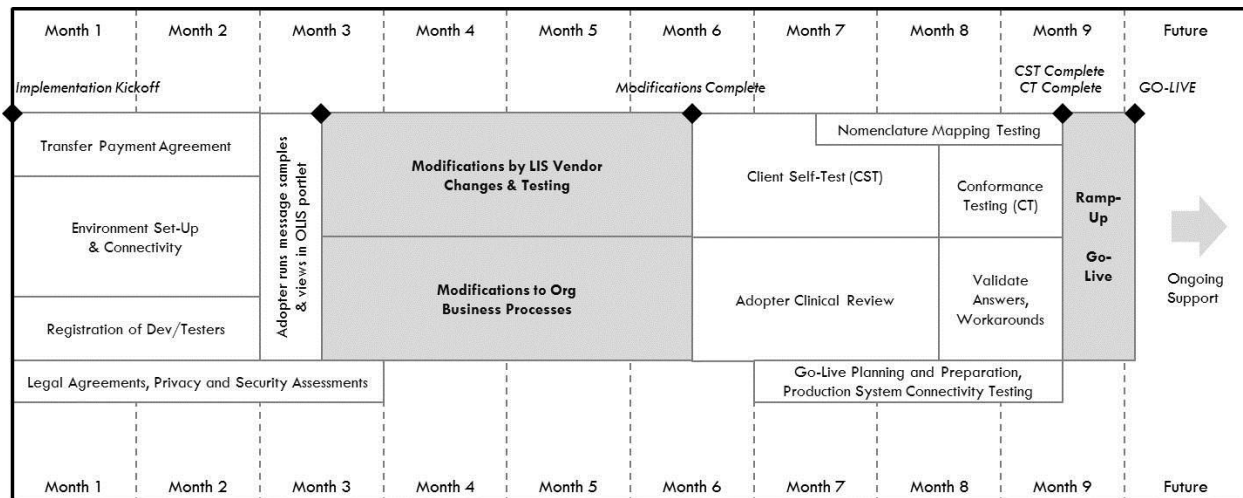 Month 1 Month 2 Month 3 Month 4 Month 5 Month 6 Month 7 Month 8 Month 9 Future
Implementation Kickoff
Modifications Complete
CST Complete
CT Complete
GO-LIVE
Transfer Payment Agreement
Environment Set-Up
& Connectivity
Registration of Dev/Testers
Legal Agreements, Privacy and Security Assessments
Adopter runs message samples
& views in OLIS portlet
Modifications by LIS Vendor
Changes & Testing
Modifications to Org
Business Processes
Nomenclature Mapping Testing
Client Self-Test (CST)
Conformance
Testing (CT)
Adopter Clinical Review
Validate
Answers,
Workarounds
Go-Live Planning and Preparation,
Production System Connectivity Testing
Ramp-
Up
Go-
Live
Ongoing
Support
Month 1 Month 2 Month 3 Month 4 Month 5 Month 6 Month 7 Month 8 Month 9 Future